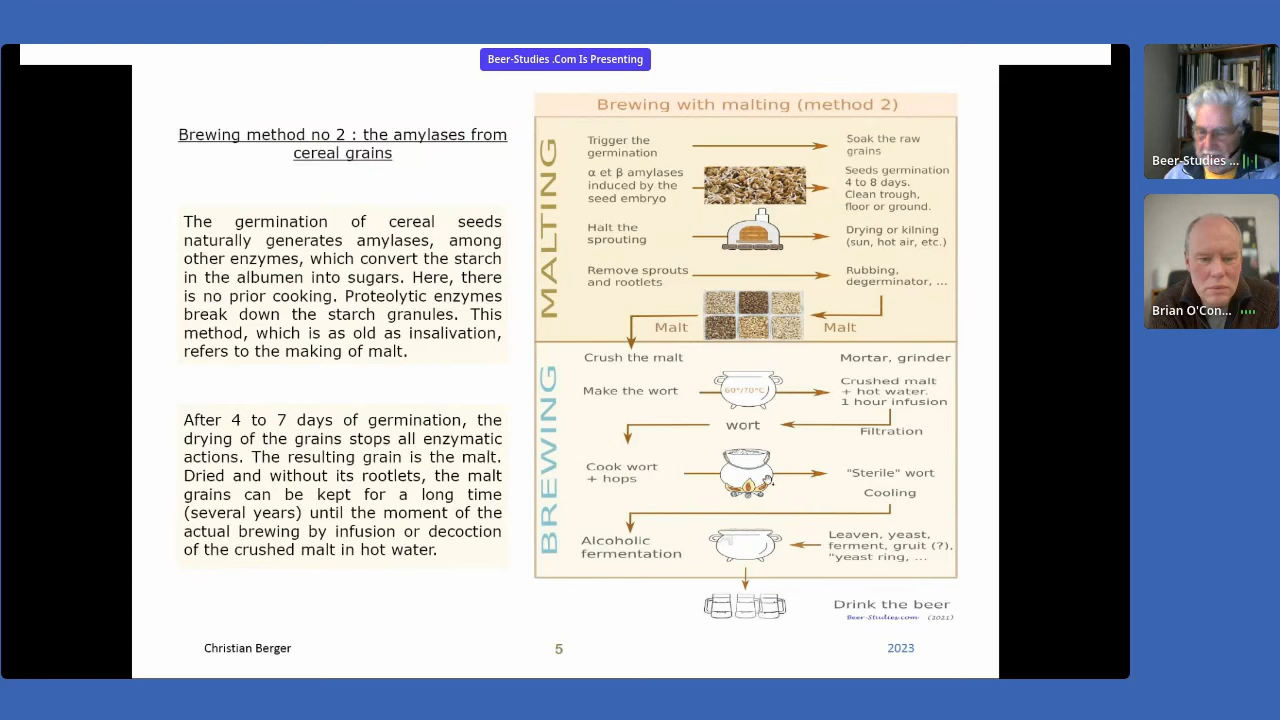 Beer-Studies .Com Is Presenting
Brewing method no 2 : the amylases from
cereal grains
The germination of cereal seeds
naturally generates amylases, among
other enzymes, which convert the starch
in the albumen into sugars. Here, there
is no prior cooking. Proteolytic enzymes
break down the starch granules. This
method, which is as old as insalivation,
refers to the making of malt.
After 4 to 7 days of germination, the
drying of the grains stops all enzymatic
actions. The resulting grain is the malt.
Dried and without its rootlets, the malt
grains can be kept for a long time
(several years) until the moment of the
actual brewing by infusion or decoction
of the crushed malt in hot water.
Brewing with malting (method 2)
MALTING
Trigger the
germination
Soak the raw
grains
α et β amylases
induced by the
seed embryo
Seeds germination
4 to 8 days.
Clean trough,
floor or ground.
Halt the
sprouting
Drying or kilning
(sun, hot air, etc.)
Remove sprouts
and rootlets
Rubbing,
degerminator, ...
Malt
Malt
BREWING
Crush the malt
Mortar, grinder
Make the wort
60°/70°C
Crushed malt
+ hot water.
1 hour infusion
wort
Filtration
Cook wort
+ hops
"Sterile" wort
Cooling
Alcoholic
fermentation
Leaven, yeast,
ferment, gruit (?),
"yeast ring, ...
Drink the beer
Beer-Studies.com (2021)
Christian Berger
5
2023
Beer-Studies ...
Brian O'Con...